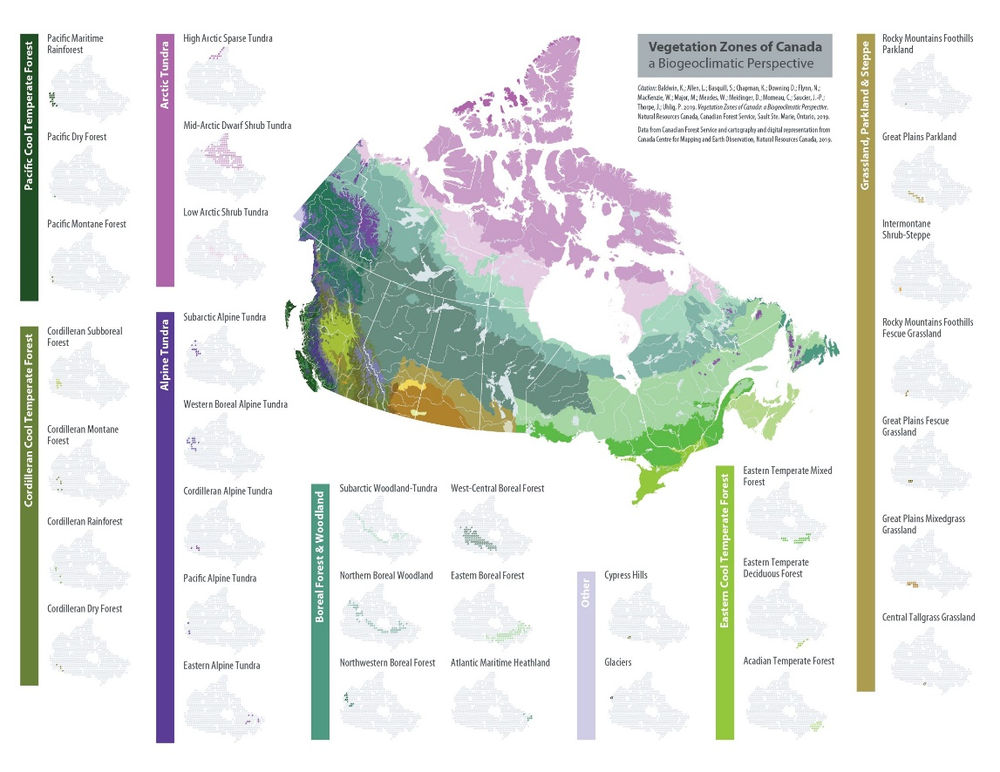 Vegetation Zones of Canada
a Biogeoclimatic Perspective
Citation: Baldwin, K.; Allen, L.; Basquill, S.; Chapman, K.; Downing D.; Flynn, N.;
MacKenzie, W.; Major, M.; Meades, W.; Meidinger, D.; Morneau, C.; Saucier, J.-P.;
Thorpe, J.; Uhlig, P. 2019. Vegetation Zones of Canada: a Biogeoclimatic Perspective.
Natural Resources Canada, Canadian Forest Service, Sault Ste. Marie, Ontario, 2019.
Data from Canadian Forest Service and cartography and digital representation from
Canada Centre for Mapping and Earth Observation, Natural Resources Canada, 2019.
Pacific Cool Temperate Forest
Pacific Maritime
Rainforest
Pacific Dry Forest
Pacific Montane Forest
Cordilleran Cool Temperate Forest
Cordilleran Subboreal
Forest
Cordilleran Montane
Forest
Cordilleran Rainforest
Cordilleran Dry Forest
Arctic Tundra
High Arctic Sparse Tundra
Mid-Arctic Dwarf Shrub Tundra
Low Arctic Shrub Tundra
Alpine Tundra
Subarctic Alpine Tundra
Western Boreal Alpine Tundra
Cordilleran Alpine Tundra
Pacific Alpine Tundra
Eastern Alpine Tundra
Boreal Forest & Woodland
Subarctic Woodland-Tundra
Northern Boreal Woodland
Northwestern Boreal Forest
West-Central Boreal Forest
Eastern Boreal Forest
Atlantic Maritime Heathland
Other
Cypress Hills
Glaciers
Eastern Cool Temperate Forest
Eastern Temperate Mixed
Forest
Eastern Temperate
Deciduous Forest
Acadian Temperate Forest
Grassland, Parkland & Steppe
Rocky Mountains Foothills
Parkland
Great Plains Parkland
Intermontane
Shrub-Steppe
Rocky Mountains Foothills
Fescue Grassland
Great Plains Fescue
Grassland
Great Plains Mixedgrass
Grassland
Central Tallgrass Grassland